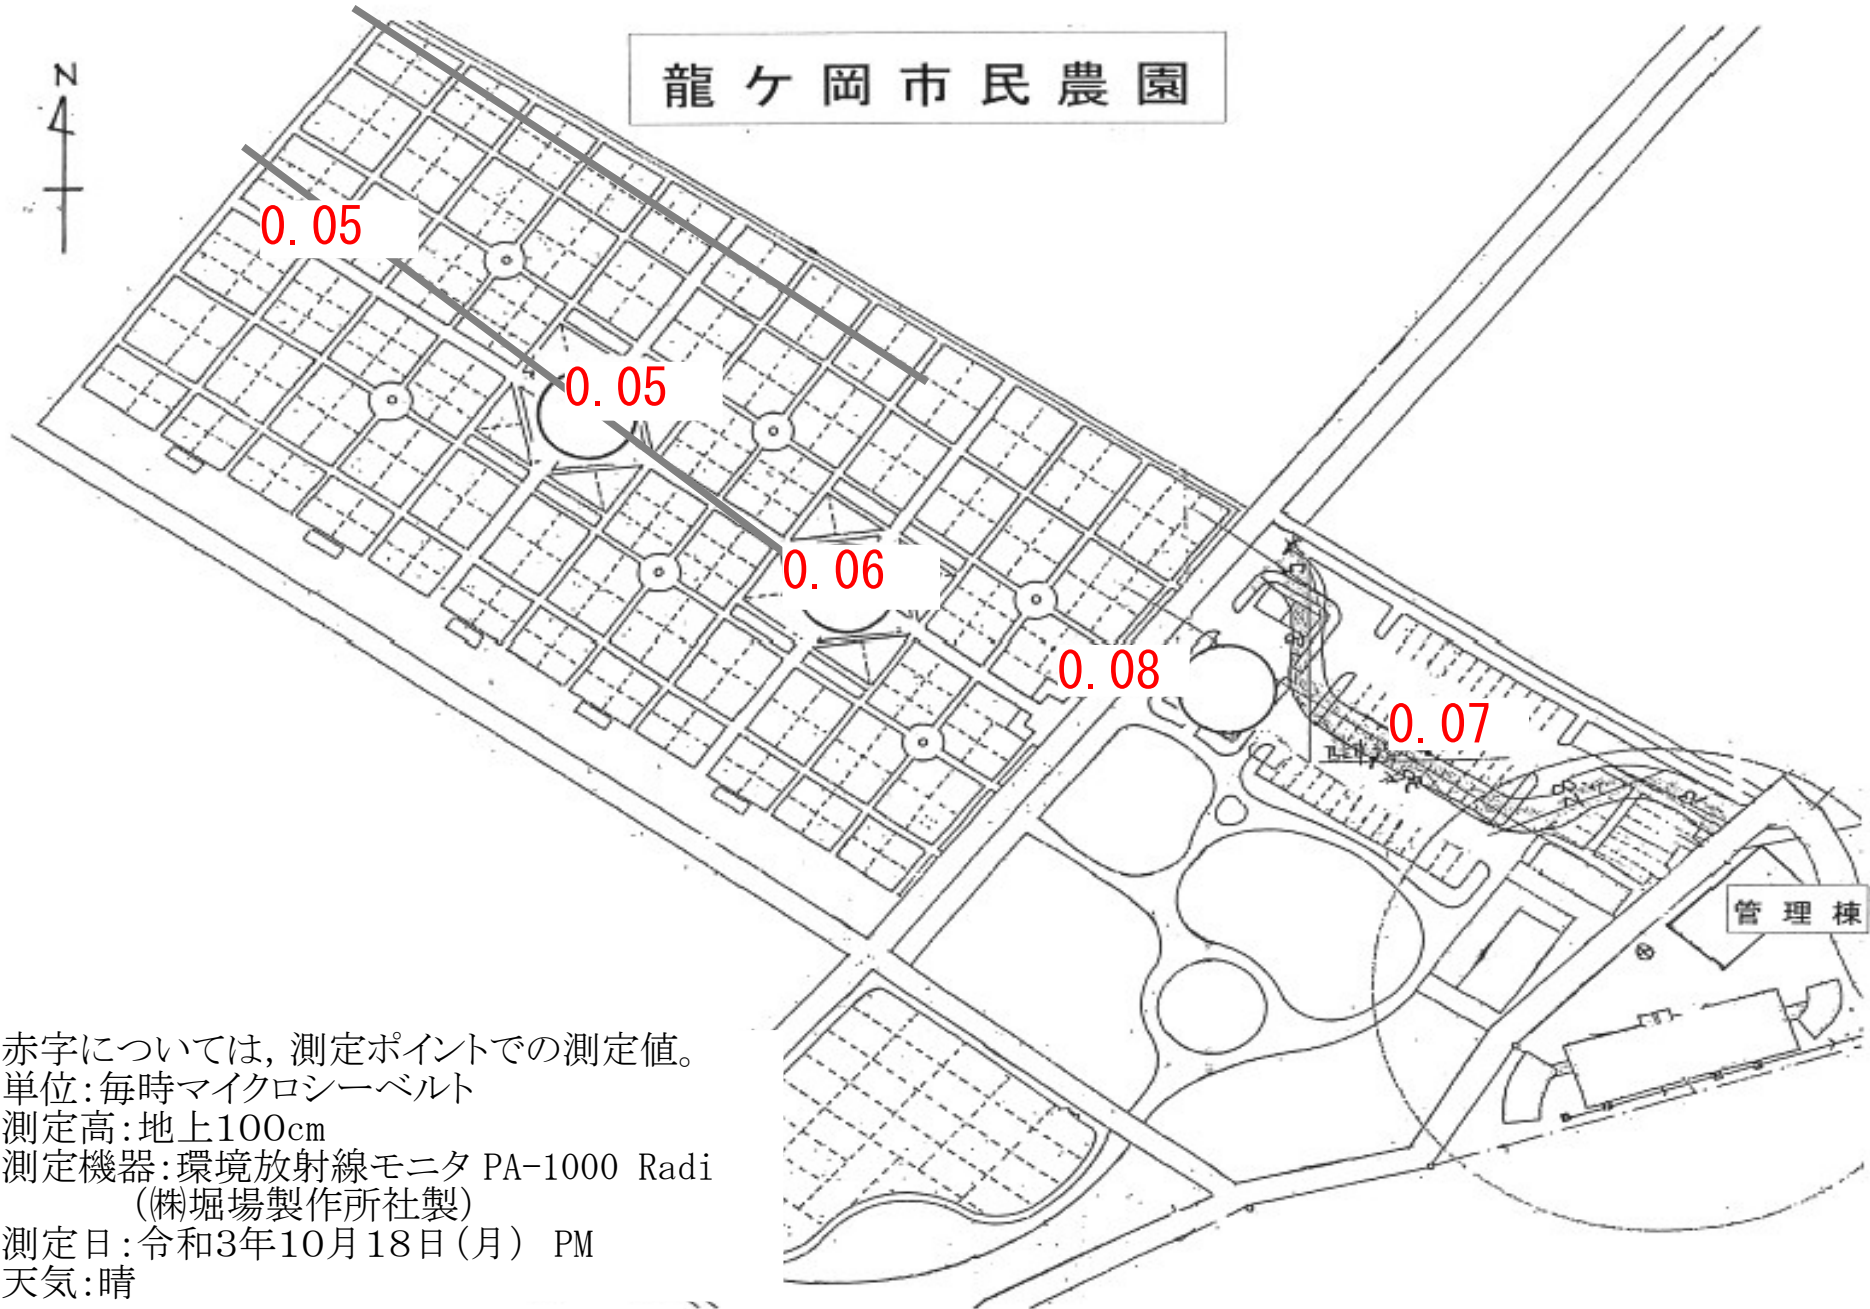 龍ケ岡市民農園
N
0.05
0.05
0.06
0.08
0.07
管理棟
赤字については，測定ポイントでの測定値。
単位：毎時マイクロシーベルト
測定高：地上100cm
測定機器：環境放射線モニタ PA-1000 Radi
（㈱堀場製作所社製）
測定日：令和3年10月18日（月） PM
天気：晴